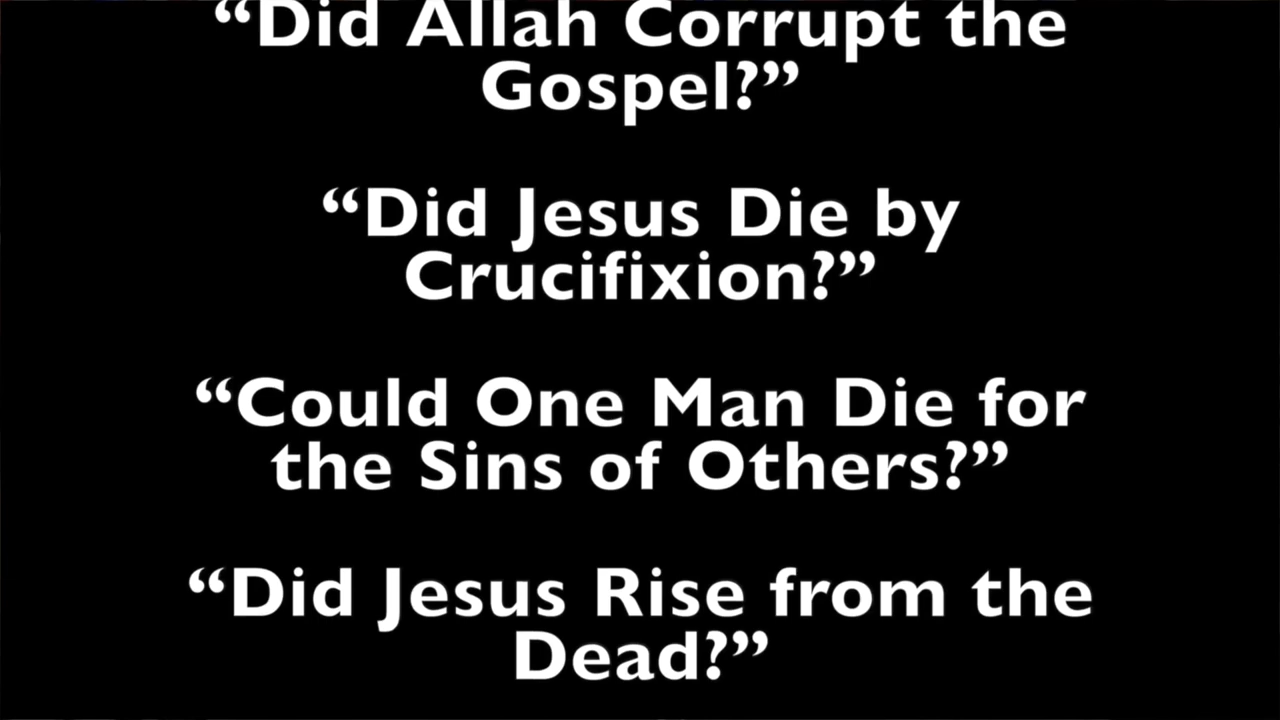 “Did Allah Corrupt the
Gospel?”
“Did Jesus Die by
Crucifixion?”
“Could One Man Die for
the Sins of Others?”
“Did Jesus Rise from the
Dead?”